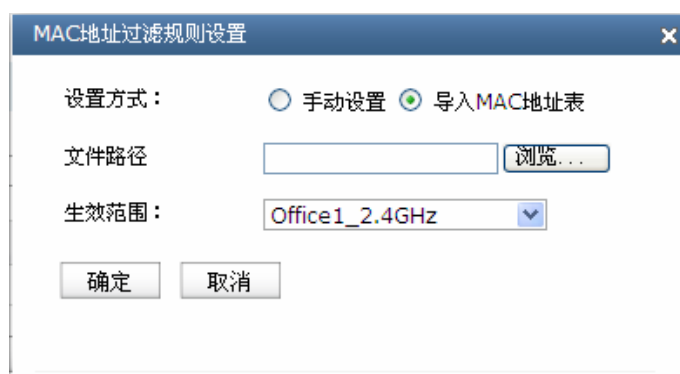 MAC地址过滤规则设置
设置方式： 手动设置 导入MAC地址表
文件路径 浏览...
生效范围： Office1_2.4GHz
确定 取消